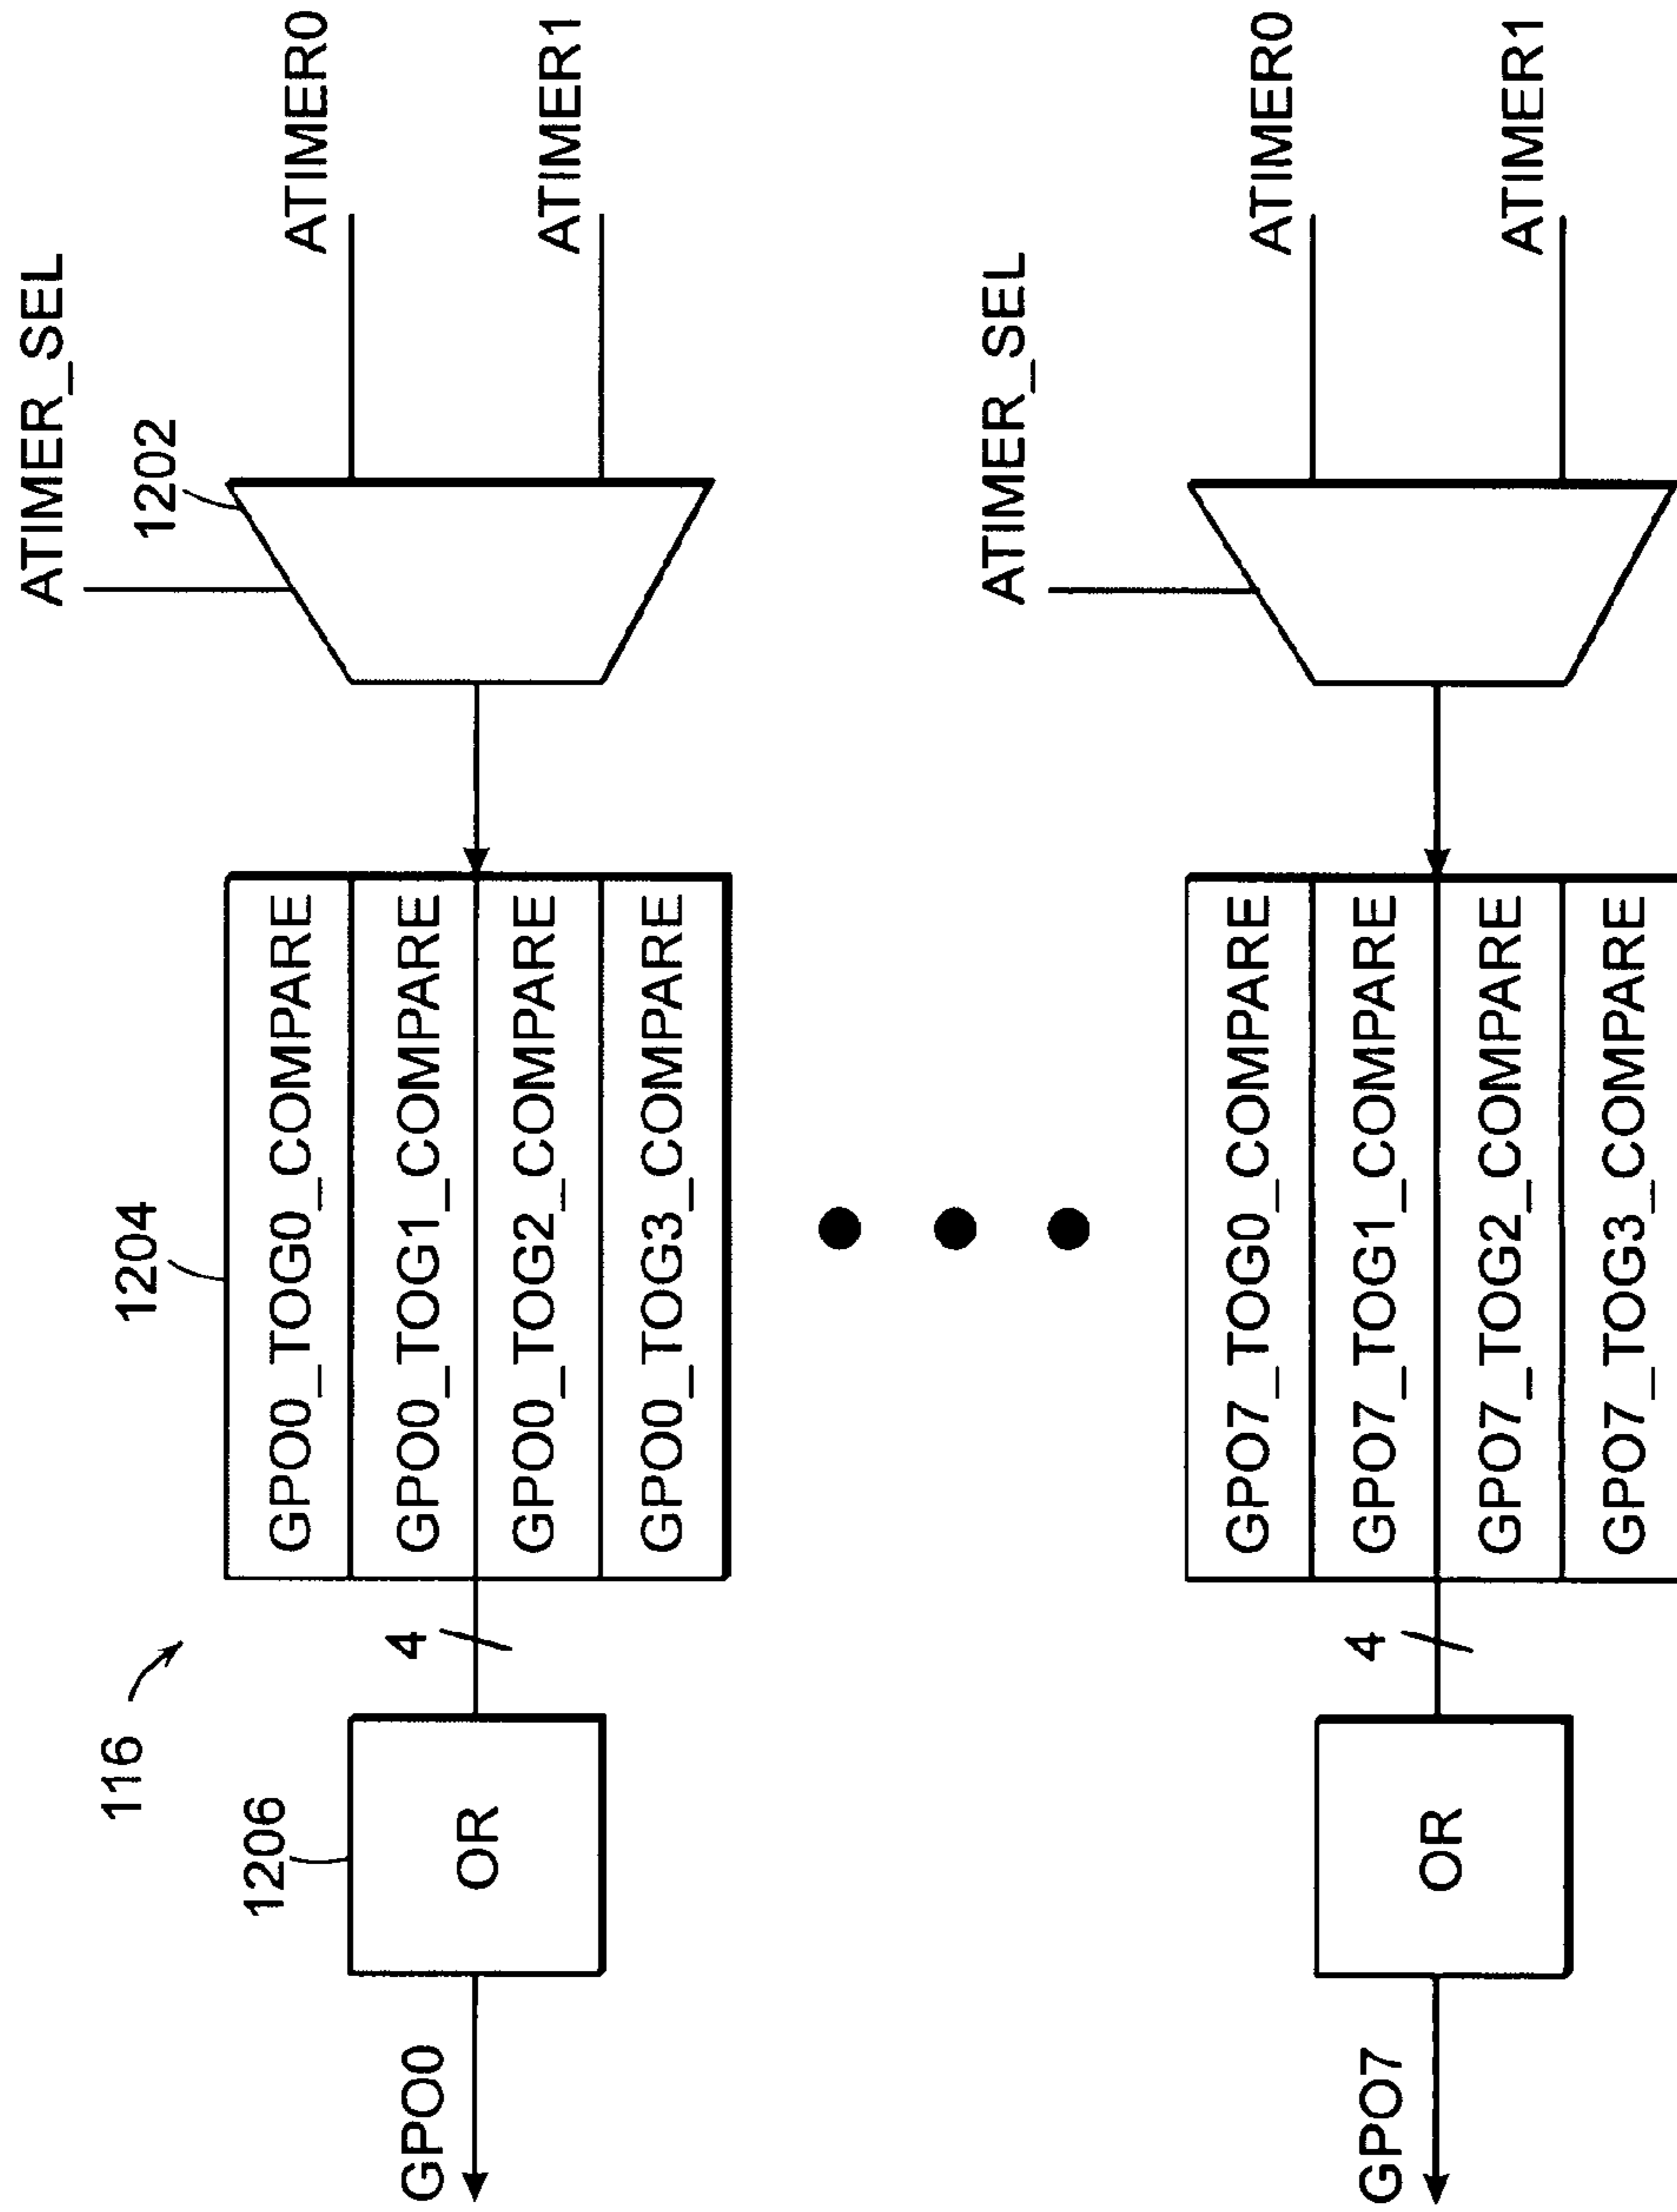 ATIMER_SEL
1202
ATIMER0
ATIMER1
1204
GPO0_TOG0_COMPARE
GPO0_TOG1_COMPARE
GPO0_TOG2_COMPARE
GPO0_TOG3_COMPARE
116
4
1206
OR
GPO0
ATIMER_SEL
ATIMER0
ATIMER1
GPO7_TOG0_COMPARE
GPO7_TOG1_COMPARE
GPO7_TOG2_COMPARE
GPO7_TOG3_COMPARE
4
OR
GPO7